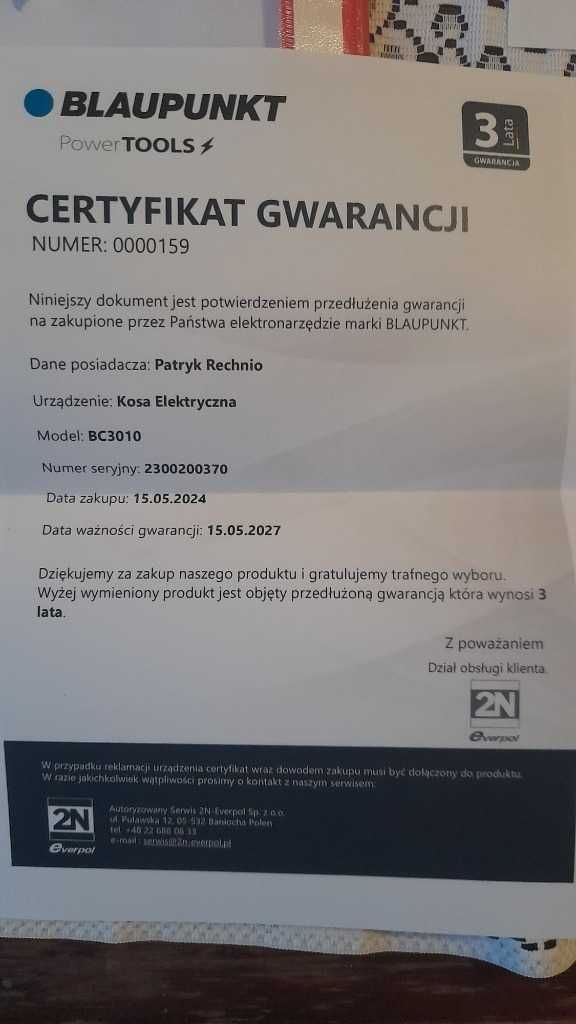 BLAUPUNKT
PowerTOOLS
3 Lata
GWARANCJA
CERTYFIKAT GWARANCJI
NUMER: 0000159
Niniejszy dokument jest potwierdzeniem przedłużenia gwarancji
na zakupione przez Państwa elektronarzędzie marki BLAUPUNKT.
Dane posiadacza: Patryk Rechnio
Urządzenie: Kosa Elektryczna
Model: BC3010
Numer seryjny: 2300200370
Data zakupu: 15.05.2024
Data ważności gwarancji: 15.05.2027
Dziękujemy za zakup naszego produktu i gratulujemy trafnego wyboru.
Wyżej wymieniony produkt jest objęty przedłużoną gwarancją która wynosi 3
lata.
Z poważaniem
Dział obsługi klienta.
2N
everpol
W przypadku reklamacji urządzenia certyfikat wraz dowodem zakupu musi być dołączony do produktu.
W razie jakichkolwiek wątpliwości prosimy o kontakt z naszym serwisem:
2N
everpol
Autoryzowany Serwis 2N-Everpol Sp. z o.o.
ul. Puławska 12, 05-532 Baniocha Polen
tel. +48 22 688 08 33
e-mail : serwis@2n.everpol.pl